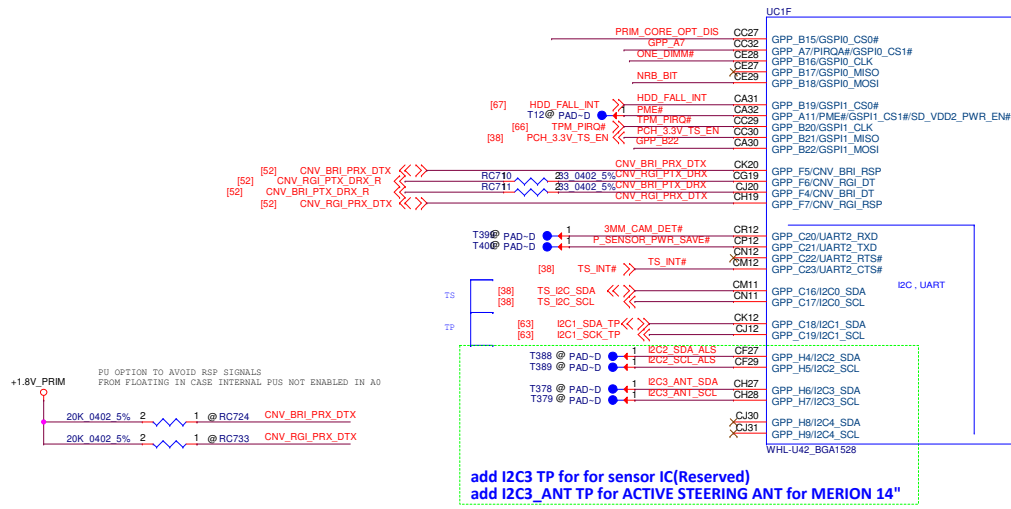 UC1F
PRIM_CORE_OPT_DIS CC27 GPP_B15/GSPI0_CS0#
GPP_A7 CC32 GPP_A7/PIRQA#/GSPI0_CS1#
ONE_DIMM# CE28 GPP_B16/GSPI0_CLK
CE27 GPP_B17/GSPI0_MISO
NRB_BIT CE29 GPP_B18/GSPI0_MOSI
[67] HDD_FALL_INT HDD_FALL_INT CA31 GPP_B19/GSPI1_CS0#
T12@ PAD~D 1 PME# CA32 GPP_A11/PME#/GSPI1_CS1#/SD_VDD2_PWR_EN#
[66] TPM_PIRQ# TPM_PIRQ# CC29 GPP_B20/GSPI1_CLK
[38] PCH_3.3V_TS_EN PCH_3.3V_TS_EN CC30 GPP_B21/GSPI1_MISO
GPP_B22 CA30 GPP_B22/GSPI1_MOSI
[52] CNV_BRI_PRX_DTX CNV_BRI_PRX_DTX CK20 GPP_F5/CNV_BRI_RSP
[52] CNV_RGI_PTX_DRX_R RC710 2 33_0402_5% CNV_RGI_PTX_DRX CG19 GPP_F6/CNV_RGI_DT
[52] CNV_BRI_PTX_DRX_R RC711 2 33_0402_5% CNV_BRI_PTX_DRX CJ20 GPP_F4/CNV_BRI_DT
[52] CNV_RGI_PRX_DTX CNV_RGI_PRX_DTX CH19 GPP_F7/CNV_RGI_RSP
T399@ PAD~D 1 3MM_CAM_DET# CR12 GPP_C20/UART2_RXD
T400@ PAD~D 1 P_SENSOR_PWR_SAVE# CP12 GPP_C21/UART2_TXD
CN12 GPP_C22/UART2_RTS#
[38] TS_INT# TS_INT# CM12 GPP_C23/UART2_CTS#
I2C , UART
TS
[38] TS_I2C_SDA CM11 GPP_C16/I2C0_SDA
[38] TS_I2C_SCL CN11 GPP_C17/I2C0_SCL
TP
[63] I2C1_SDA_TP CK12 GPP_C18/I2C1_SDA
[63] I2C1_SCK_TP CJ12 GPP_C19/I2C1_SCL
T388 @ PAD~D 1 I2C2_SDA_ALS CF27 GPP_H4/I2C2_SDA
T389 @ PAD~D 1 I2C2_SCL_ALS CF29 GPP_H5/I2C2_SCL
T378 @ PAD~D 1 I2C3_ANT_SDA CH27 GPP_H6/I2C3_SDA
T379 @ PAD~D 1 I2C3_ANT_SCL CH28 GPP_H7/I2C3_SCL
CJ30 GPP_H8/I2C4_SDA
CJ31 GPP_H9/I2C4_SCL
WHL-U42_BGA1528
PU OPTION TO AVOID RSP SIGNALS
FROM FLOATING IN CASE INTERNAL PUS NOT ENABLED IN A0
+1.8V_PRIM
20K_0402_5% 2 1 @ RC724 CNV_BRI_PRX_DTX
20K_0402_5% 2 1 @ RC733 CNV_RGI_PRX_DTX
add I2C3 TP for for sensor IC(Reserved)
add I2C3_ANT TP for ACTIVE STEERING ANT for MERION 14"